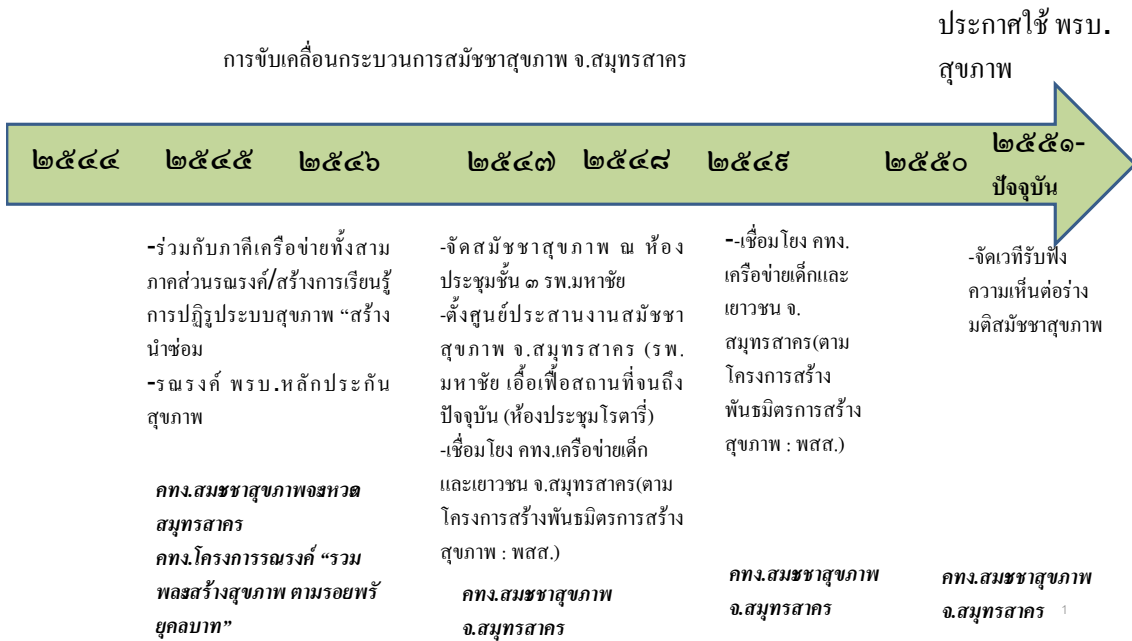 ประกาศใช้ พรบ.
สุขภาพ
การขับเคลื่อนกระบวนการสมัชชาสุขภาพ จ.สมุทรสาคร
๒๕๔๔ ๒๕๔๕ ๒๕๔๖ ๒๕๔๗ ๒๕๔๘ ๒๕๔๙ ๒๕๕๐ ๒๕๕๑-
ปัจจุบัน
-ร่วมกับภาคีเครือข่ายทั้งสาม
ภาคส่วนรณรงค์/สร้างการเรียนรู้
การปฏิรูประบบสุขภาพ “สร้าง
นำซ่อม
-รณรงค์ พรบ.หลักประกัน
สุขภาพ
คทง.สมัชชาสุขภาพจังหวัด
สมุทรสาคร
คทง.โครงการรณรงค์ “รวม
พลังสร้างสุขภาพ ตามรอยพระ
ยุคลบาท”
-จัดสมัชชาสุขภาพ ณ ห้อง
ประชุมชั้น ๓ รพ.มหาชัย
-ตั้งศูนย์ประสานงานสมัชชา
สุขภาพ จ.สมุทรสาคร (รพ.
มหาชัย เอื้อเฟื้อสถานที่จนถึง
ปัจจุบัน (ห้องประชุมโรตารี่)
-เชื่อมโยง คทง.เครือข่ายเด็ก
และเยาวชน จ.สมุทรสาคร(ตาม
โครงการสร้างพันธมิตรการสร้าง
สุขภาพ : พสส.)
คทง.สมัชชาสุขภาพ
จ.สมุทรสาคร
--เชื่อมโยง คทง.
เครือข่ายเด็กและ
เยาวชน จ.
สมุทรสาคร(ตาม
โครงการสร้าง
พันธมิตรการสร้าง
สุขภาพ : พสส.)
คทง.สมัชชาสุขภาพ
จ.สมุทรสาคร
-จัดเวทีรับฟัง
ความเห็นต่อร่าง
มติสมัชชาสุขภาพ
คทง.สมัชชาสุขภาพ
จ.สมุทรสาคร 1